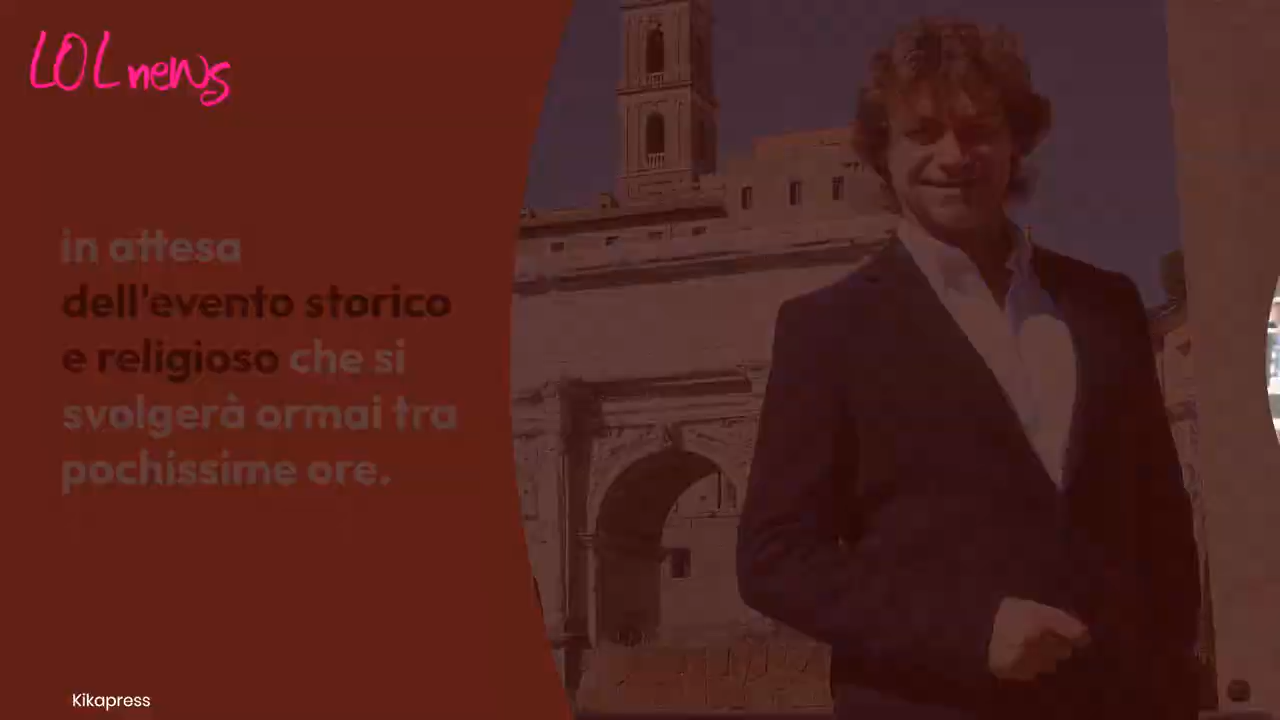 LOL news
in attesa
dell'evento storico
e religioso che si
svolgerà ormai tra
pochissime ore.
Kikapress